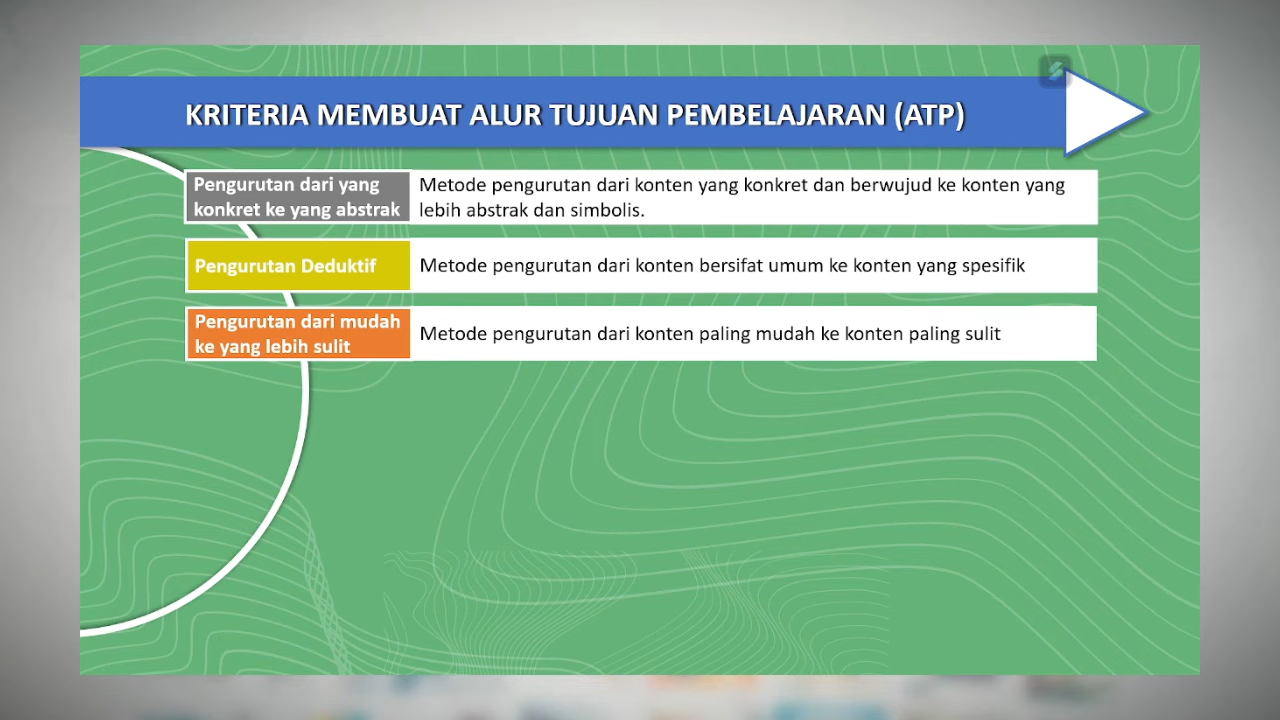 KRITERIA MEMBUAT ALUR TUJUAN PEMBELAJARAN (ATP)
Pengurutan dari yang
konkret ke yang abstrak
Metode pengurutan dari konten yang konkret dan berwujud ke konten yang
lebih abstrak dan simbolis.
Pengurutan Deduktif
Metode pengurutan dari konten bersifat umum ke konten yang spesifik
Pengurutan dari mudah
ke yang lebih sulit
Metode pengurutan dari konten paling mudah ke konten paling sulit